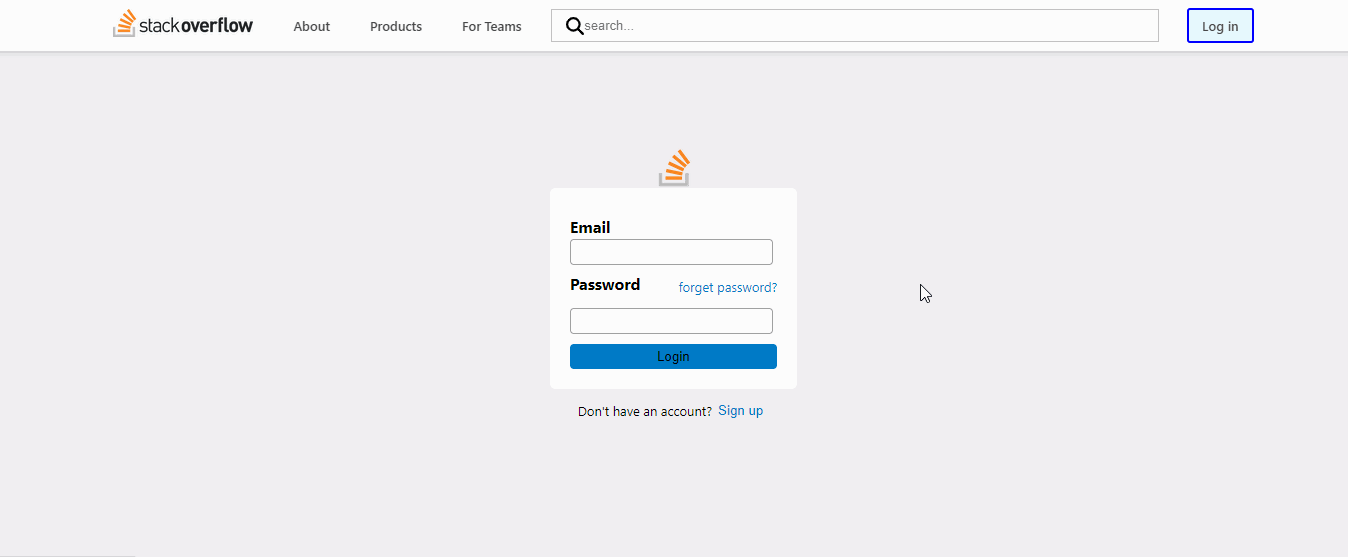 stackoverflow About Products For Teams search... Log in
Email
Password forget password?
Login
Don't have an account? Sign up